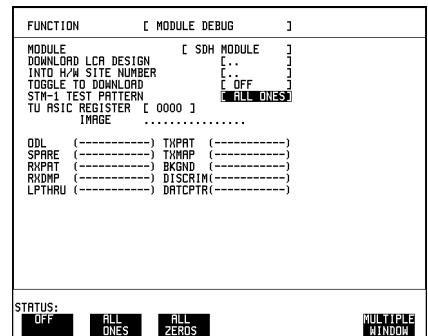 FUNCTION [ MODULE DEBUG ]
MODULE [ SDH MODULE ]
DOWNLOAD LCA DESIGN [.. ]
INTO H/W SITE NUMBER [.. ]
TOGGLE TO DOWNLOAD [ OFF ]
STM-1 TEST PATTERN [ ALL ONES]
TU ASIC REGISTER [ 0000 ]
IMAGE ................
ODL (-----------) TXPAT (-----------)
SPARE (-----------) TXMAP (-----------)
RXPAT (-----------) BKGND (-----------)
RXDMP (-----------) DISCRIM(-----------)
LPTHRU (-----------) DATCPTR(-----------)
STATUS:
OFF ALL ONES ALL ZEROS MULTIPLE WINDOW